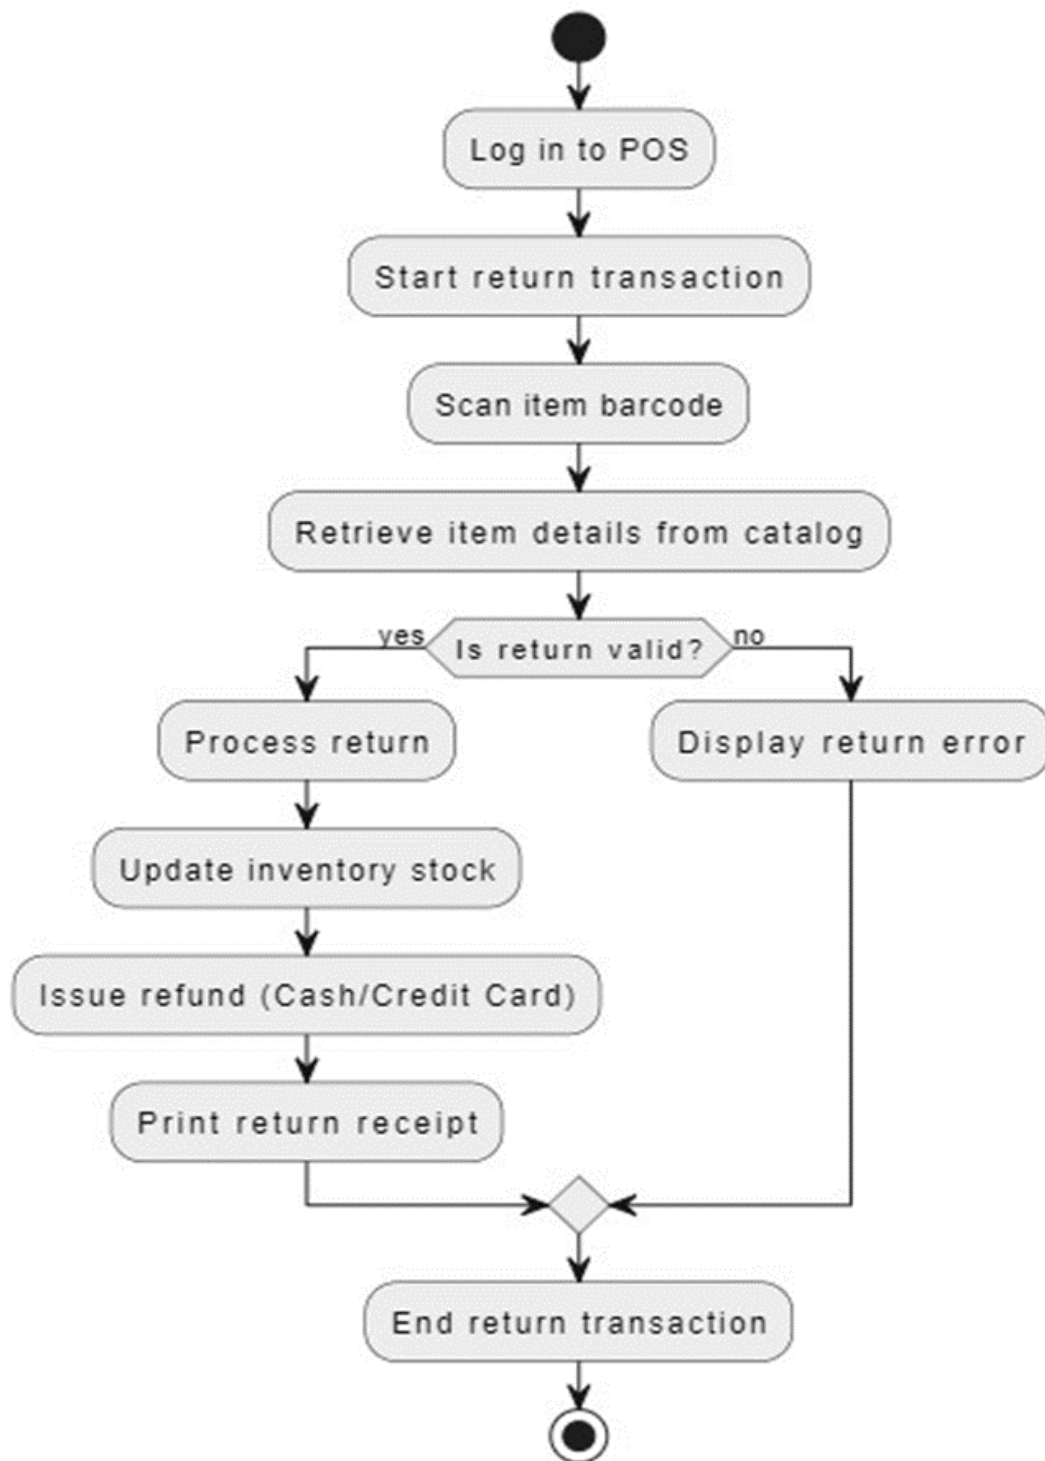 Log in to POS
Start return transaction
Scan item barcode
Retrieve item details from catalog
yes
Is return valid?
no
Process return
Display return error
Update inventory stock
Issue refund (Cash/Credit Card)
Print return receipt
End return transaction